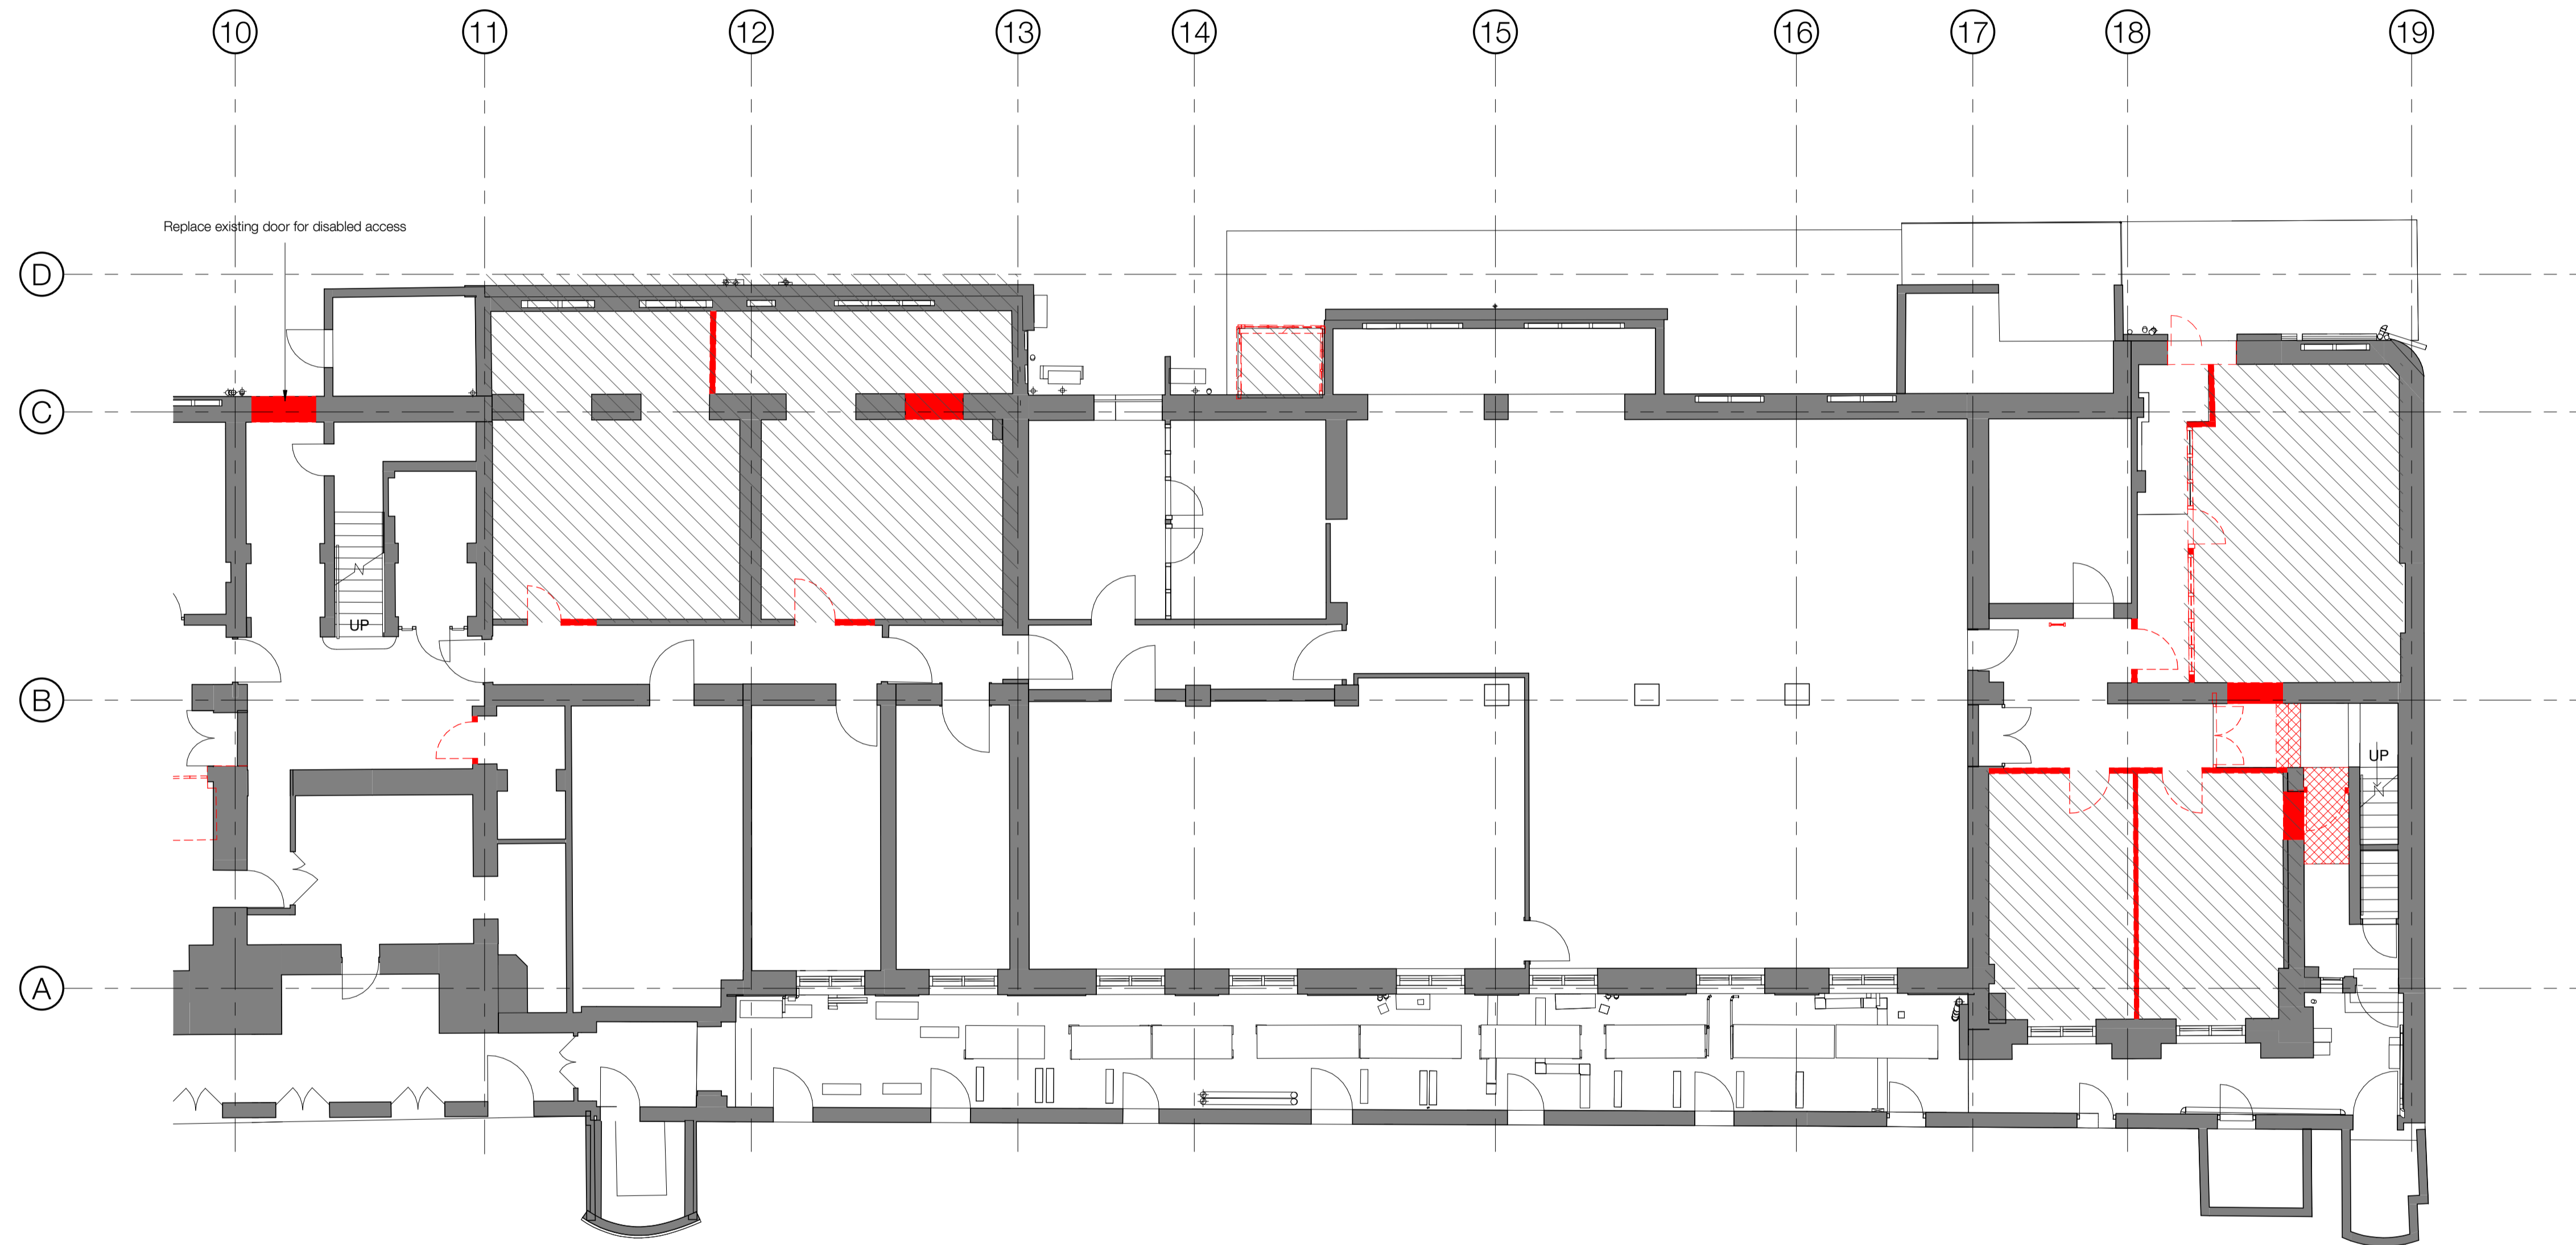 10 11 12 13 14 15 16 17 18 19
Replace existing door for disabled access
D
C
UP
B
UP
A